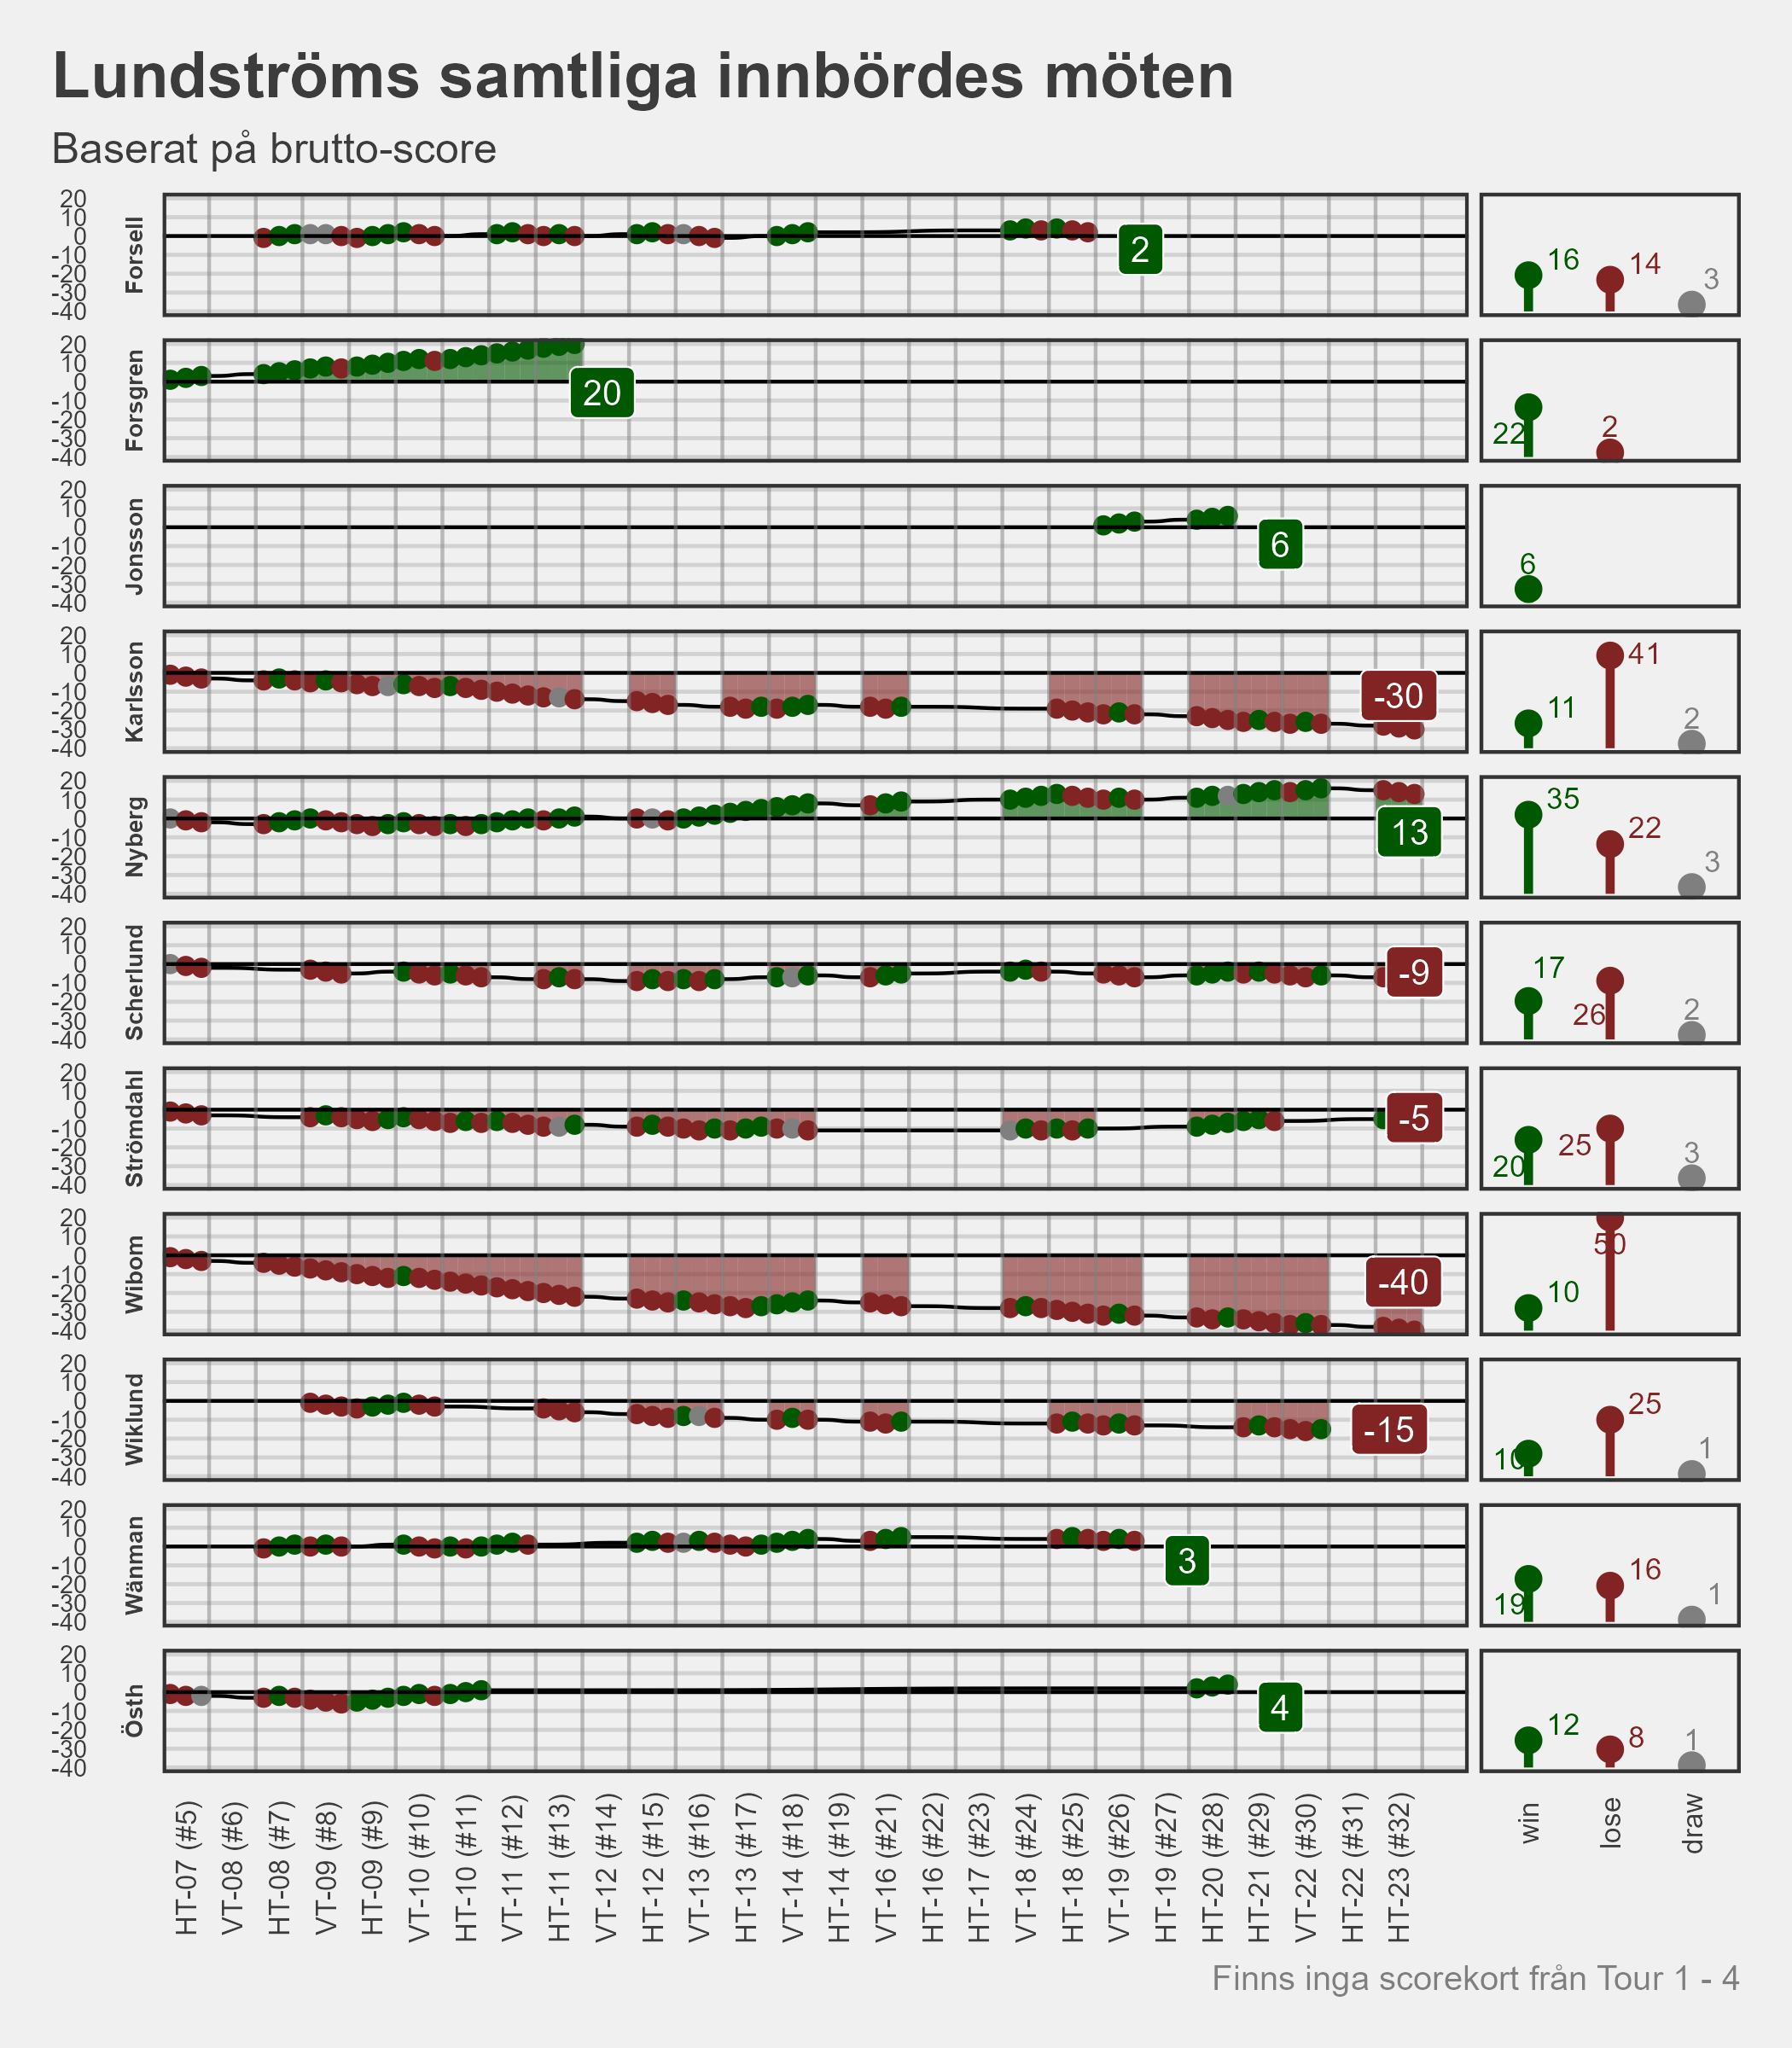 Lundströms samtliga innbördes möten
Baserat på brutto-score
20
10
0
-10
-20
-30
-40
Forsell
2
16
14
3
20
10
0
-10
-20
-30
-40
Forsgren
20
22
2
20
10
0
-10
-20
-30
-40
Jonsson
6
6
20
10
0
-10
-20
-30
-40
Karlsson
-30
11
41
2
20
10
0
-10
-20
-30
-40
Nyberg
13
35
22
3
20
10
0
-10
-20
-30
-40
Scherlund
-9
17
26
2
20
10
0
-10
-20
-30
-40
Strömdahl
-5
20
25
3
20
10
0
-10
-20
-30
-40
Wibom
-40
10
50
20
10
0
-10
-20
-30
-40
Wiklund
-15
10
25
1
20
10
0
-10
-20
-30
-40
Wänman
3
19
16
1
20
10
0
-10
-20
-30
-40
Östh
4
12
8
1
HT-07 (#5)
VT-08 (#6)
HT-08 (#7)
VT-09 (#8)
HT-09 (#9)
VT-10 (#10)
HT-10 (#11)
VT-11 (#12)
HT-11 (#13)
VT-12 (#14)
HT-12 (#15)
VT-13 (#16)
HT-13 (#17)
VT-14 (#18)
HT-14 (#19)
VT-16 (#21)
HT-16 (#22)
HT-17 (#23)
VT-18 (#24)
HT-18 (#25)
VT-19 (#26)
HT-19 (#27)
HT-20 (#28)
HT-21 (#29)
VT-22 (#30)
HT-22 (#31)
HT-23 (#32)
win
lose
draw
Finns inga scorekort från Tour 1 - 4